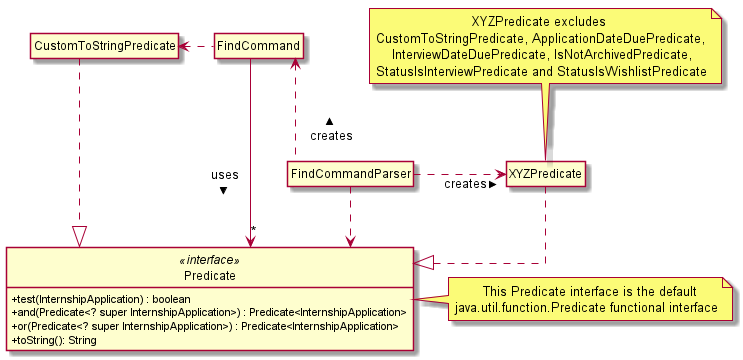 XYZPredicate excludes
CustomToStringPredicate, ApplicationDateDuePredicate,
InterviewDateDuePredicate, IsNotArchivedPredicate,
StatusIsInterviewPredicate and StatusIsWishlistPredicate
CustomToStringPredicate
FindCommand
creates
uses
FindCommandParser
creates
XYZPredicate
*
«interface»
Predicate
+test(InternshipApplication) : boolean
+and(Predicate<? super InternshipApplication>) : Predicate<InternshipApplication>
+or(Predicate<? super InternshipApplication>) : Predicate<InternshipApplication>
+toString(): String
This Predicate interface is the default
java.util.function.Predicate functional interface